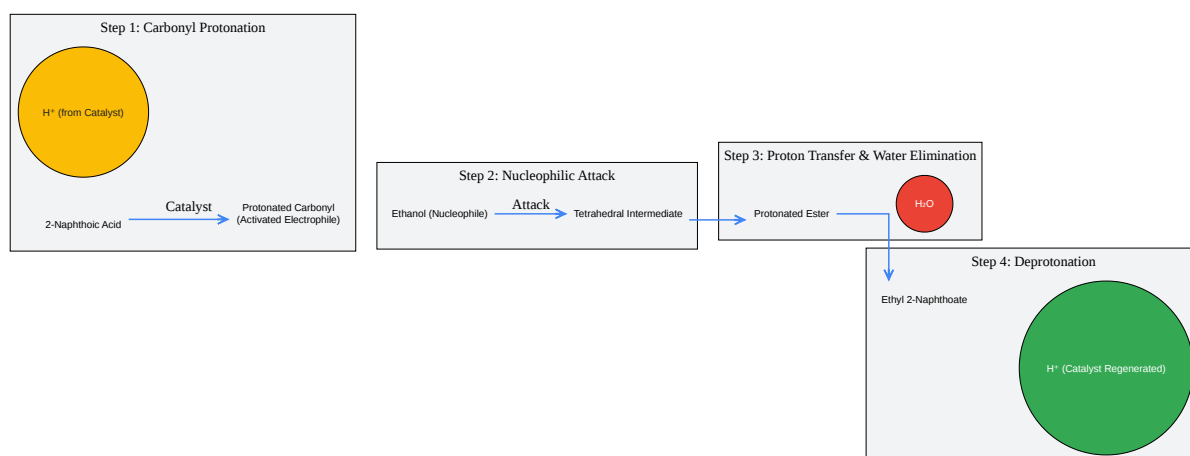 Step 1: Carbonyl Protonation
H⁺ (from Catalyst)
Catalyst
2-Naphthoic Acid
Protonated Carbonyl
(Activated Electrophile)
Step 2: Nucleophilic Attack
Ethanol (Nucleophile)
Attack
Tetrahedral Intermediate
Step 3: Proton Transfer & Water Elimination
Protonated Ester
H₂O
Step 4: Deprotonation
Ethyl 2-Naphthoate
H⁺ (Catalyst Regenerated)